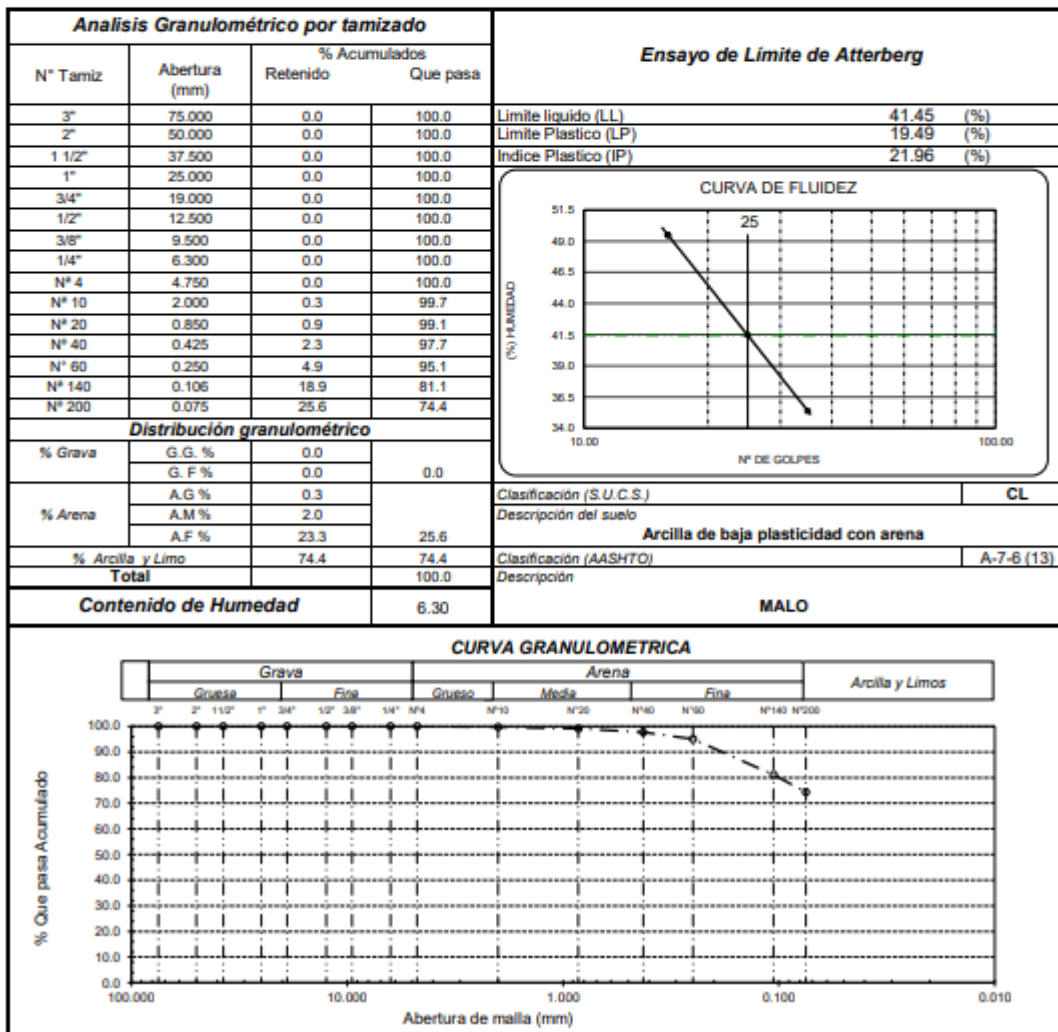 Analisis Granulométrico por tamizado
% Acumulados
N° Tamiz Abertura (mm) Retenido Que pasa
3" 75.000 0.0 100.0
2" 50.000 0.0 100.0
1 1/2" 37.500 0.0 100.0
1" 25.000 0.0 100.0
3/4" 19.000 0.0 100.0
1/2" 12.500 0.0 100.0
3/8" 9.500 0.0 100.0
1/4" 6.300 0.0 100.0
Nª 4 4.750 0.0 100.0
Nª 10 2.000 0.3 99.7
Nª 20 0.850 0.9 99.1
Nª 40 0.425 2.3 97.7
N° 60 0.250 4.9 95.1
Nª 140 0.106 18.9 81.1
Nª 200 0.075 25.6 74.4
Distribución granulométrico
% Grava G.G. % 0.0
G. F % 0.0 0.0
A.G % 0.3
% Arena A.M % 2.0
A.F % 23.3 25.6
% Arcilla y Limo 74.4 74.4
Total 100.0
Contenido de Humedad 6.30
Ensayo de Límite de Atterberg
Limite liquido (LL) 41.45 (%)
Limite Plastico (LP) 19.49 (%)
Indice Plastico (IP) 21.96 (%)
CURVA DE FLUIDEZ
25
51.5
49.0
46.5
44.0
41.5
39.0
36.5
34.0
(%) HUMEDAD
10.00 100.00
Nª DE GOLPES
Clasificación (S.U.C.S.) CL
Descripción del suelo
Arcilla de baja plasticidad con arena
Clasificación (AASHTO) A-7-6 (13)
Descripción
MALO
CURVA GRANULOMETRICA
Grava Arena Arcilla y Limos
Gruesa Fina Grueso Media Fina
3" 2" 11/2" 1" 3/4" 1/2" 3/8" 1/4" N°4 N°10 N°20 N°40 N°60 N°140 N°200
100.0
90.0
80.0
70.0
60.0
50.0
40.0
30.0
20.0
10.0
0.0
% Que pasa Acumulado
100.000 10.000 1.000 0.100 0.010
Abertura de malla (mm)